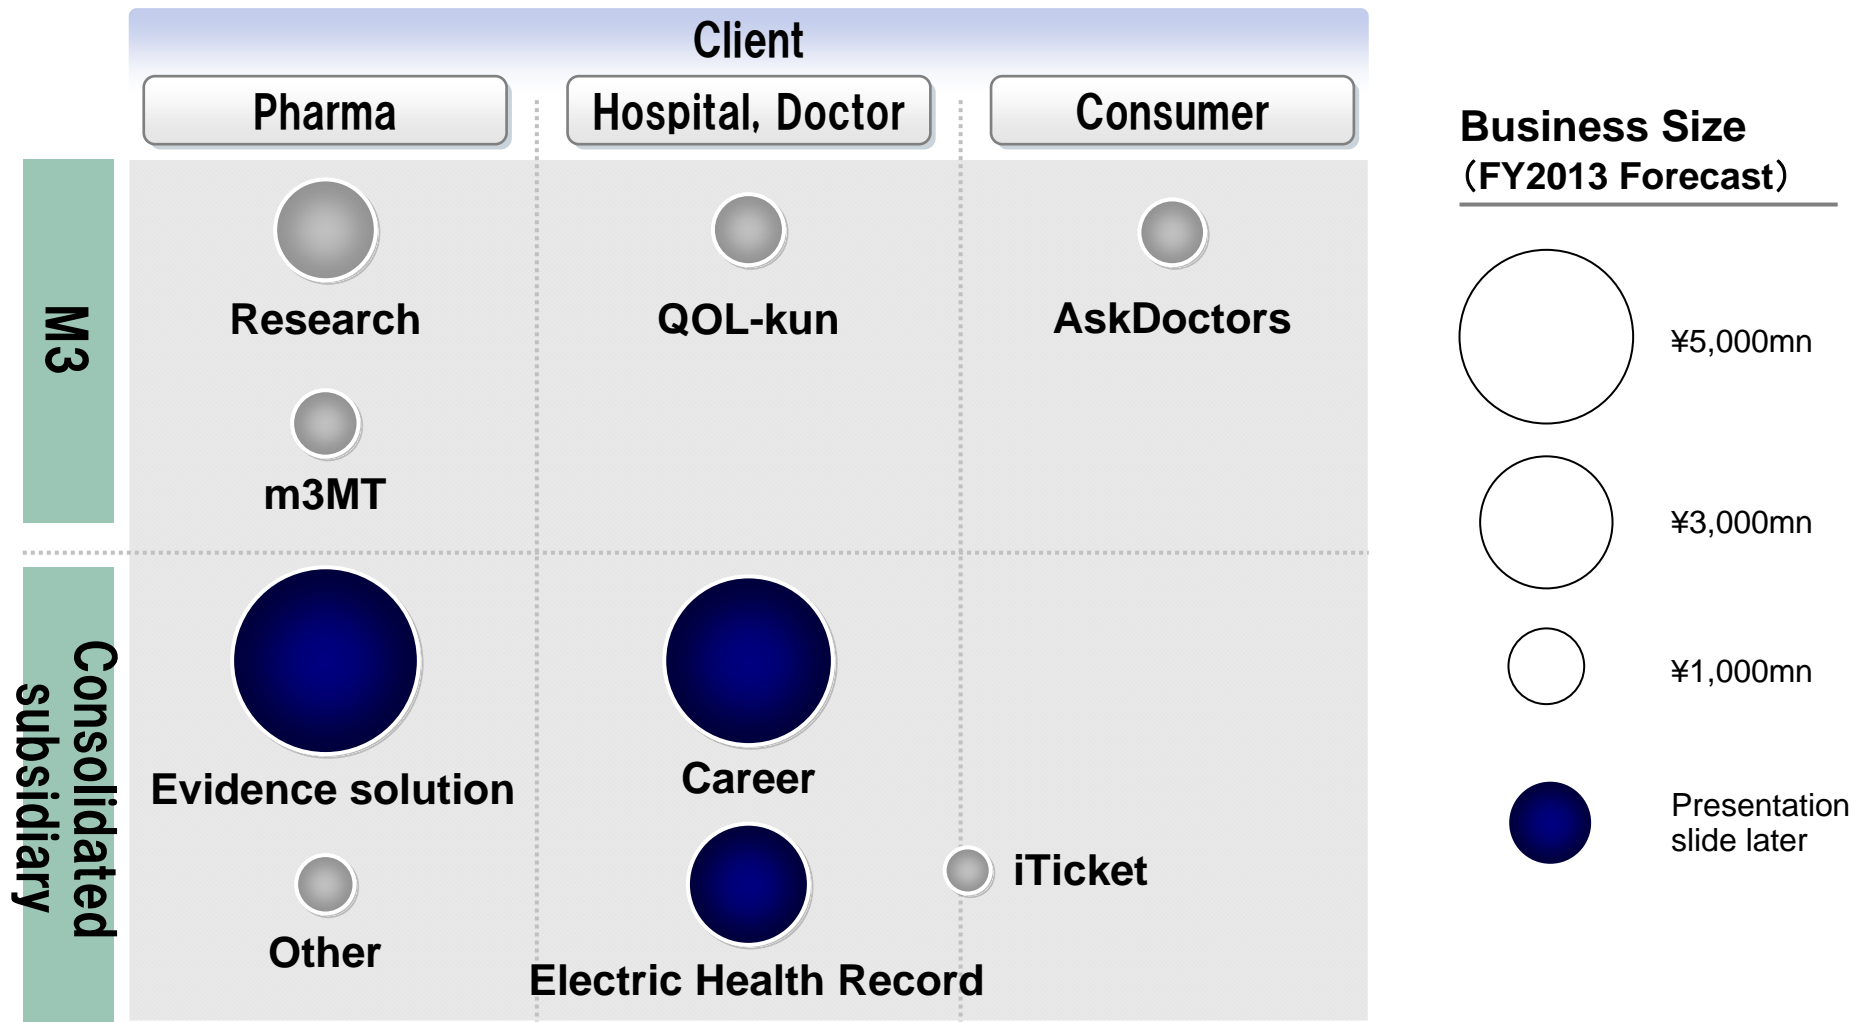 Client
Pharma
Hospital, Doctor
Consumer
M3
Research
QOL-kun
AskDoctors
m3MT
Consolidated
subsidiary
Evidence solution
Career
Other
Electric Health Record
iTicket
Business Size
（FY2013 Forecast）
¥5,000mn
¥3,000mn
¥1,000mn
Presentation
slide later